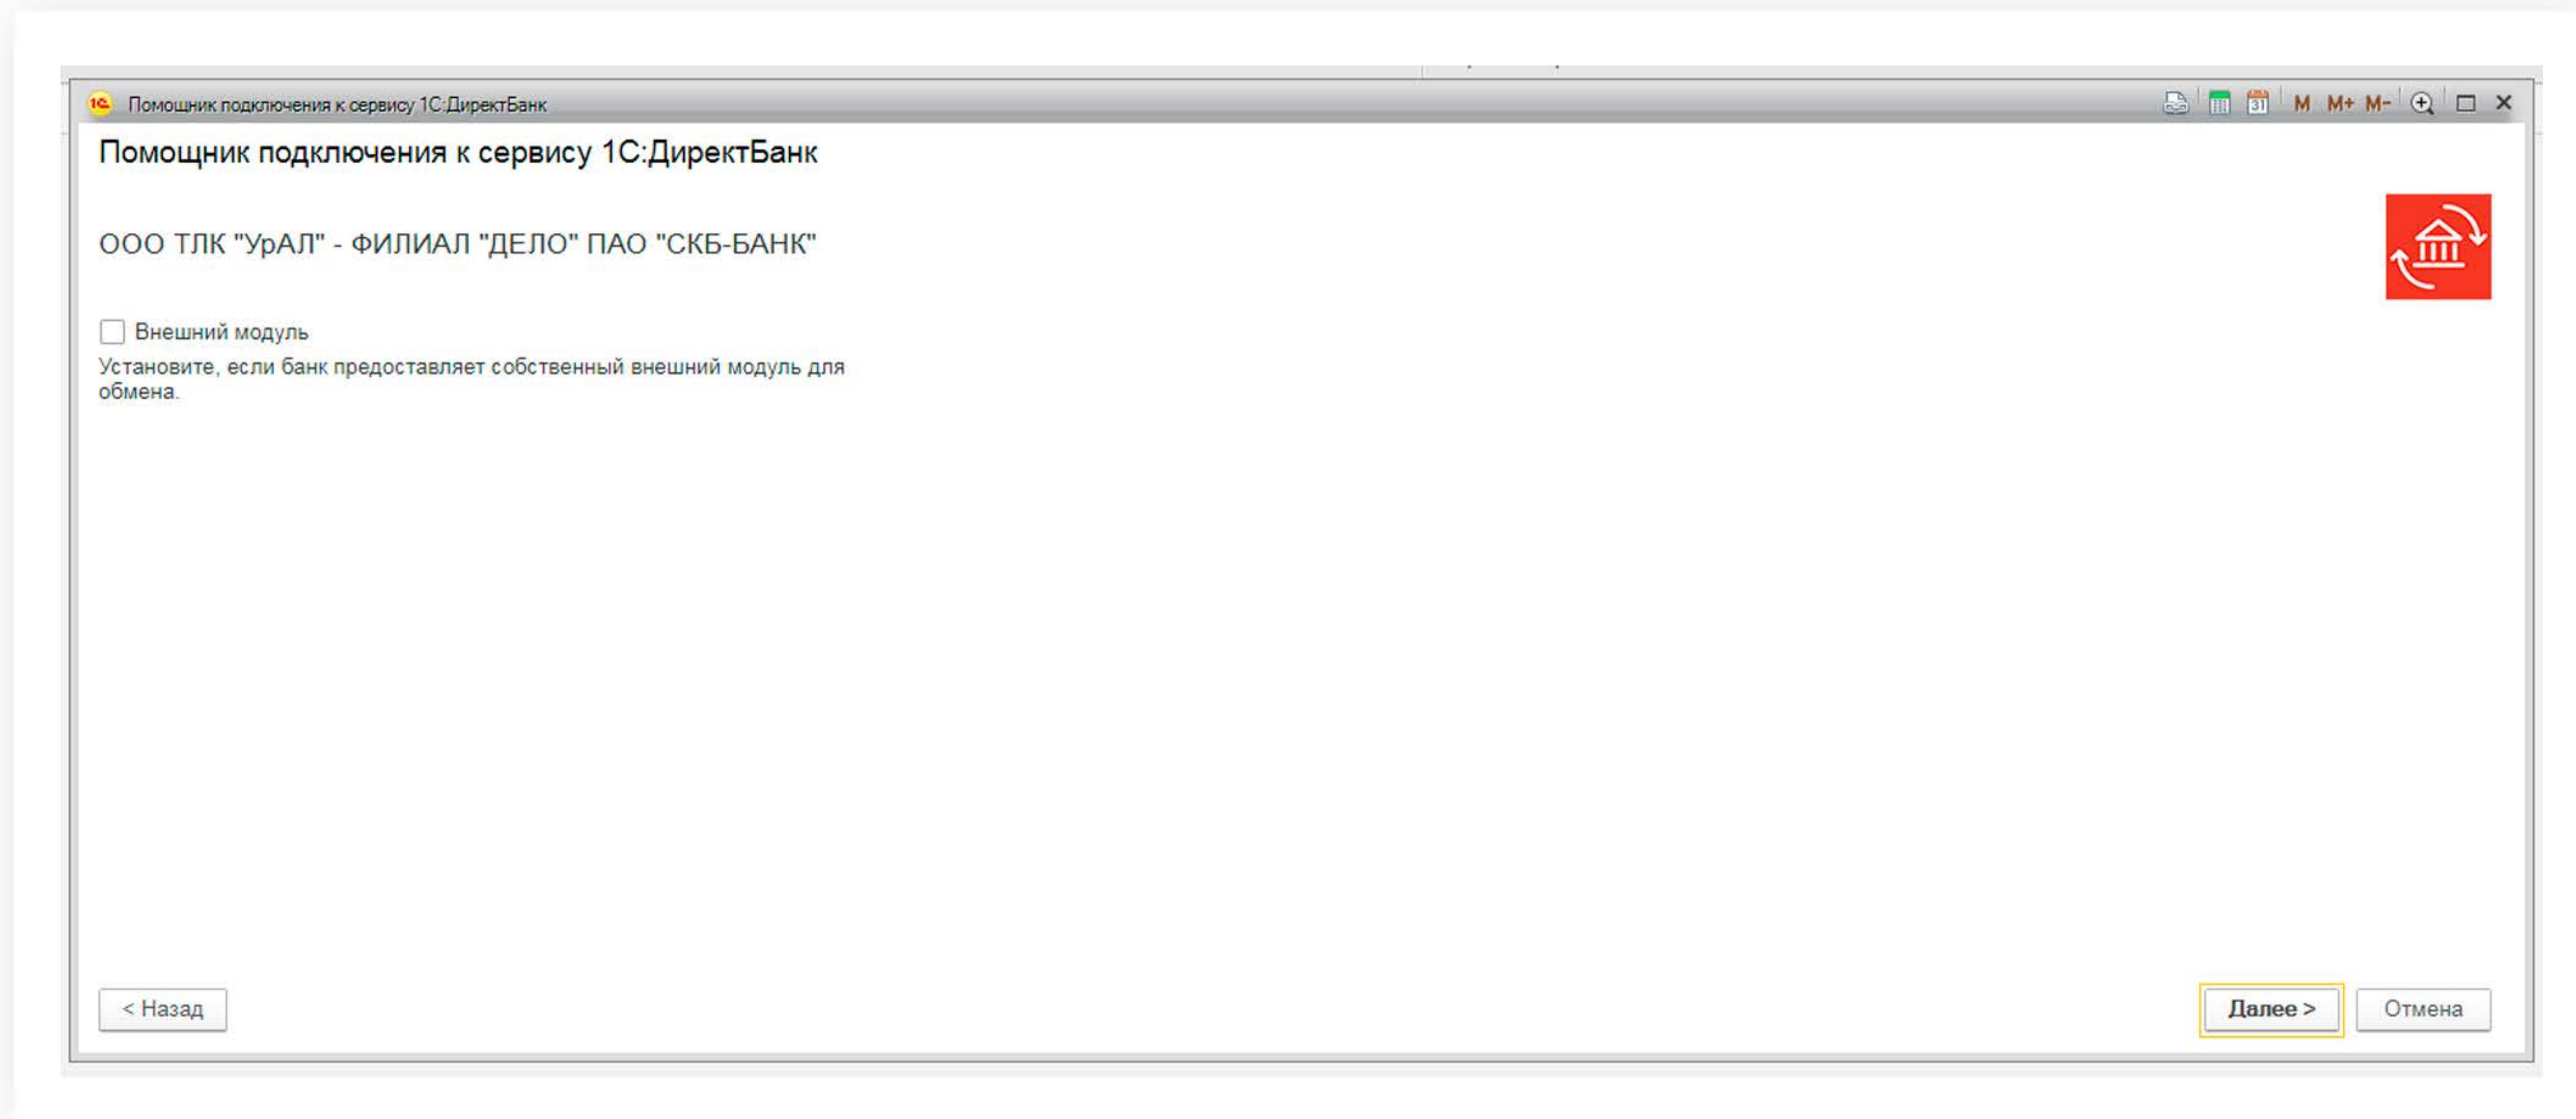 Помощник подключения к сервису 1С:ДиректБанк
31 M M+ M-
Помощник подключения к сервису 1С:ДиректБанк
ООО ТЛК "УрАЛ" - ФИЛИАЛ "ДЕЛО" ПАО "СКБ-БАНК"
Внешний модуль
Установите, если банк предоставляет собственный внешний модуль для
обмена.
< Назад
Далее >
Отмена